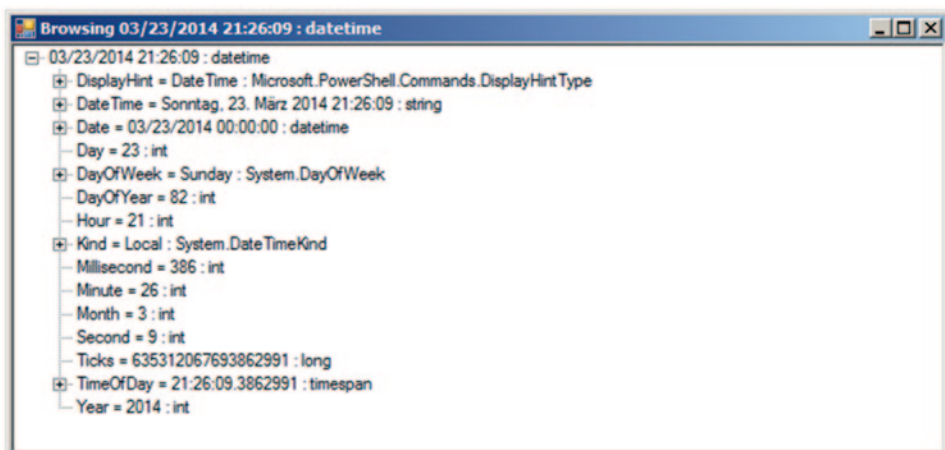 Browsing 03/23/2014 21:26:09 : datetime
03/23/2014 21:26:09 : datetime
DisplayHint = DateTime : Microsoft.PowerShell.Commands.DisplayHintType
DateTime = Sonntag, 23. März 2014 21:26:09 : string
Date = 03/23/2014 00:00:00 : datetime
Day = 23 : int
DayOfWeek = Sunday : System.DayOfWeek
DayOfYear = 82 : int
Hour = 21 : int
Kind = Local : System.DateTimeKind
Millisecond = 386 : int
Minute = 26 : int
Month = 3 : int
Second = 9 : int
Ticks = 635312067693862991 : long
TimeOfDay = 21:26:09.3862991 : timespan
Year = 2014 : int